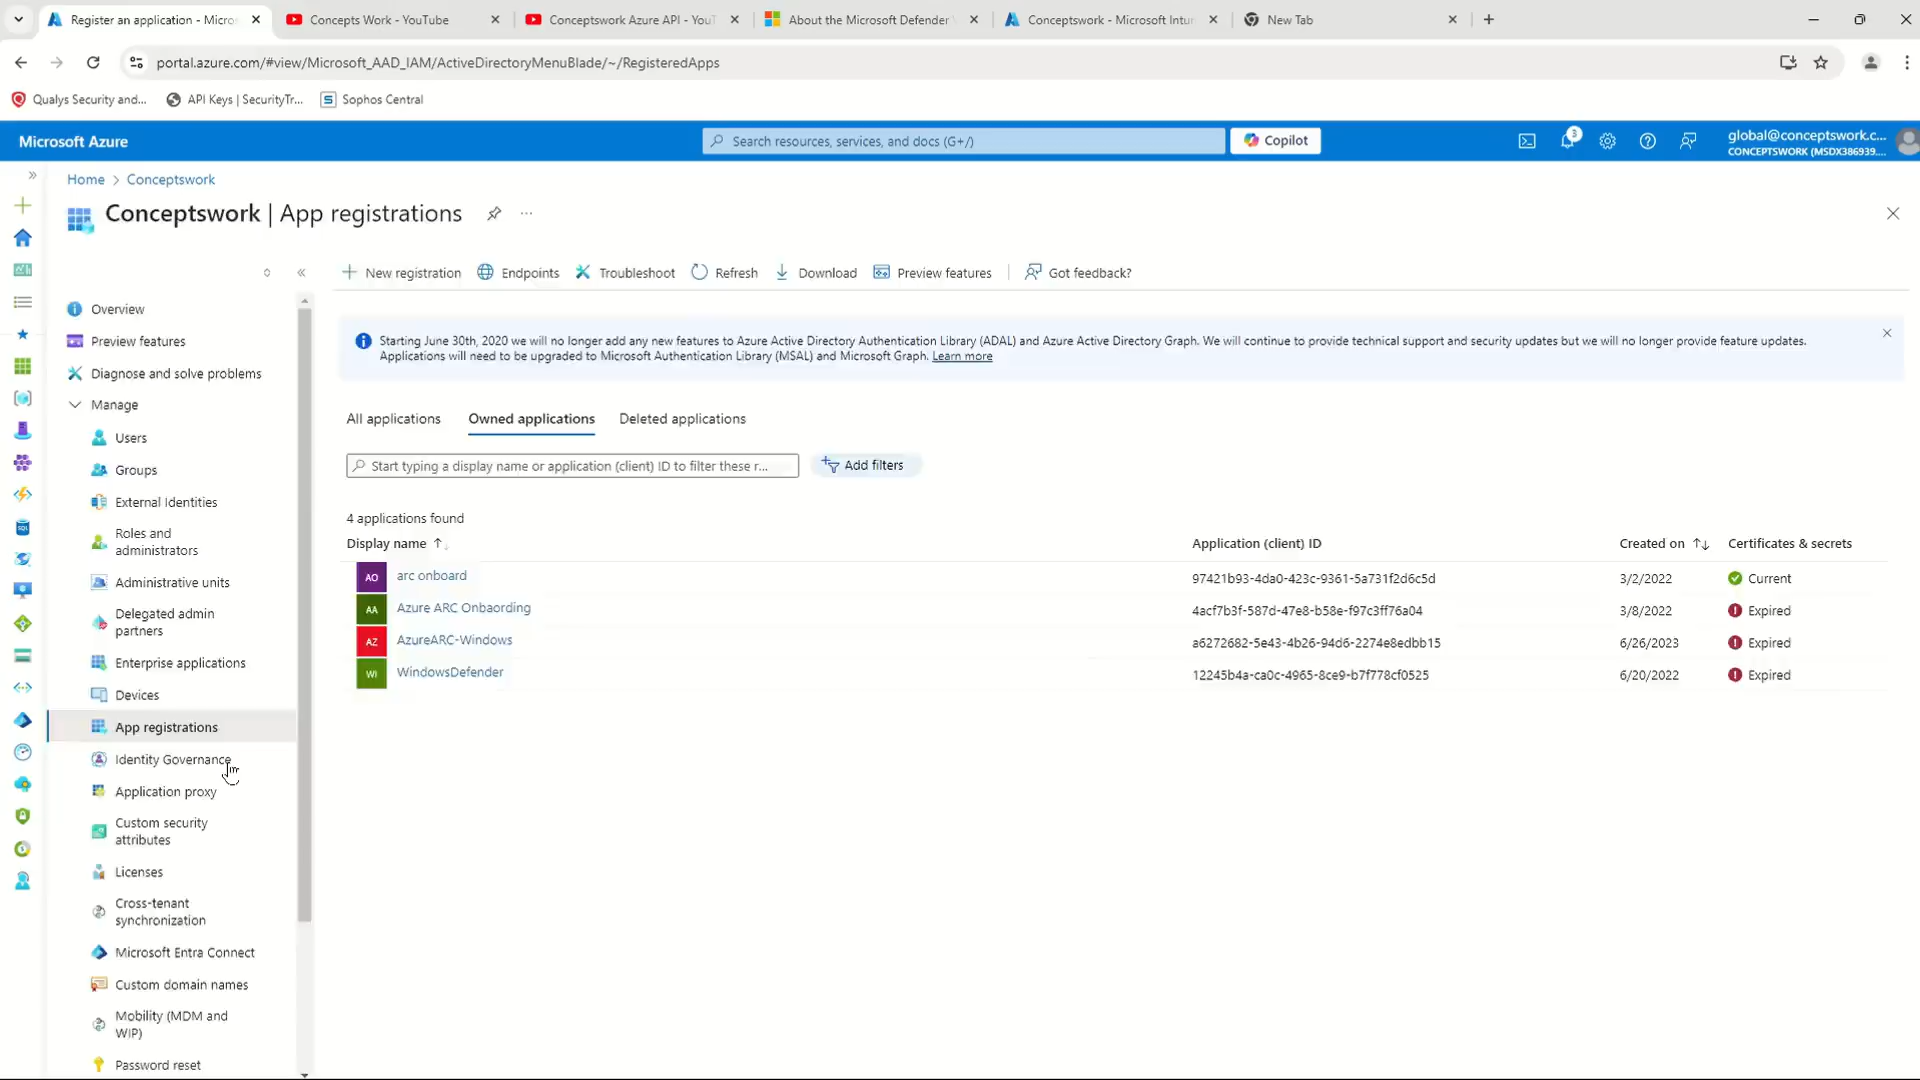 Register an application - Micro
Concepts Work - YouTube
Conceptswork Azure API - YouT
About the Microsoft Defender V
Conceptswork - Microsoft Intun
New Tab
portal.azure.com/#view/Microsoft_AAD_IAM/ActiveDirectoryMenuBlade/~/RegisteredApps
Qualys Security and...
API Keys | SecurityTr...
Sophos Central
Microsoft Azure
Search resources, services, and docs (G+/)
Copilot
3
global@conceptswork.c...
CONCEPTSWORK (MSDX386939....
Home > Conceptswork
Conceptswork | App registrations
New registration
Endpoints
Troubleshoot
Refresh
Download
Preview features
Got feedback?
Overview
Preview features
Diagnose and solve problems
Manage
Users
Groups
External Identities
Roles and
administrators
Administrative units
Delegated admin
partners
Enterprise applications
Devices
App registrations
Identity Governance
Application proxy
Custom security
attributes
Licenses
Cross-tenant
synchronization
Microsoft Entra Connect
Custom domain names
Mobility (MDM and
WIP)
Password reset
Starting June 30th, 2020 we will no longer add any new features to Azure Active Directory Authentication Library (ADAL) and Azure Active Directory Graph. We will continue to provide technical support and security updates but we will no longer provide feature updates.
Applications will need to be upgraded to Microsoft Authentication Library (MSAL) and Microsoft Graph. Learn more
All applications
Owned applications
Deleted applications
Start typing a display name or application (client) ID to filter these r...
Add filters
4 applications found
Display name
Application (client) ID
Created on
Certificates & secrets
AO arc onboard 97421b93-4da0-423c-9361-5a731f2d6c5d 3/2/2022 Current
AA Azure ARC Onbaording 4acf7b3f-587d-47e8-b58e-f97c3ff76a04 3/8/2022 Expired
AZ AzureARC-Windows a6272682-5e43-4b26-94d6-2274e8edbb15 6/26/2023 Expired
WI WindowsDefender 12245b4a-ca0c-4965-8ce9-b7f778cf0525 6/20/2022 Expired